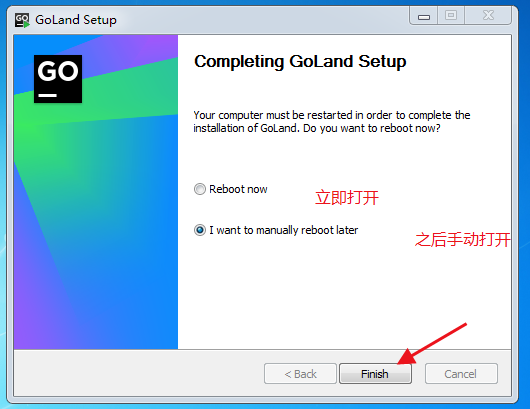 GoLand Setup
GO
Completing GoLand Setup
Your computer must be restarted in order to complete the
installation of GoLand. Do you want to reboot now?
Reboot now
立即打开
I want to manually reboot later
之后手动打开
< Back
Finish
Cancel